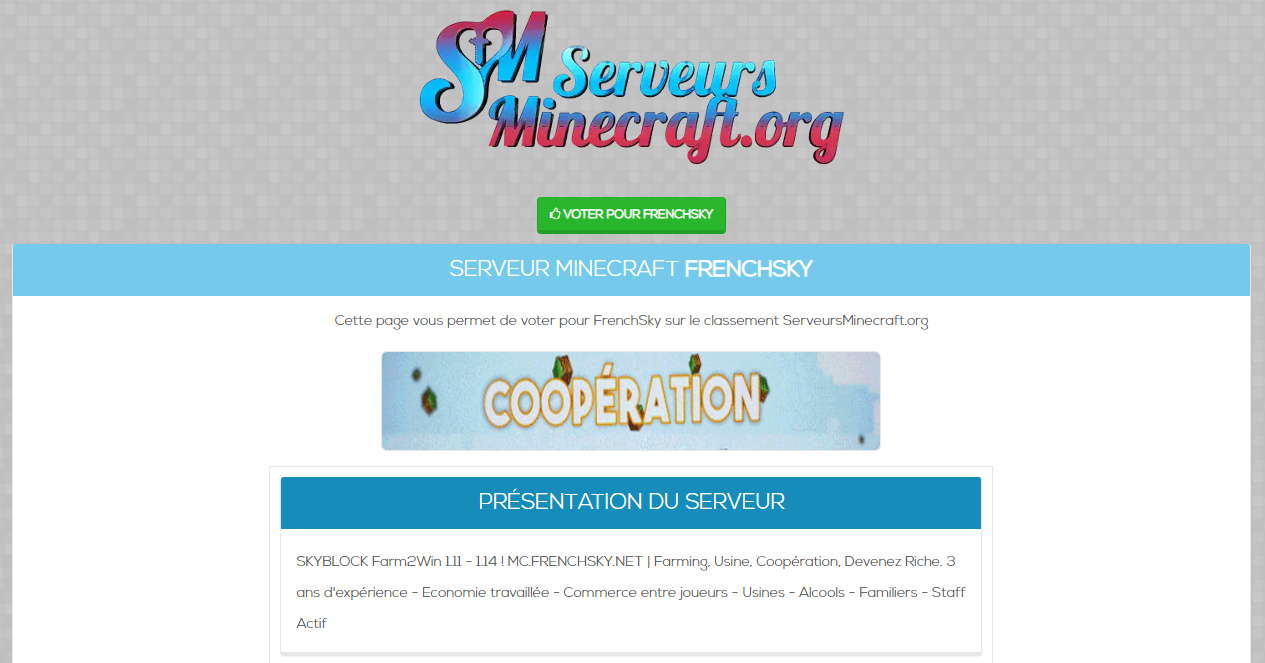 SM Serveurs
Minecraft.org
VOTER POUR FRENCHSKY
SERVEUR MINECRAFT FRENCHSKY
Cette page vous permet de voter pour FrenchSky sur le classement ServeursMinecraft.org
COOPÉRATION
PRÉSENTATION DU SERVEUR
SKYBLOCK Farm2Win 1.11 - 1.14 ! MC.FRENCHSKY.NET | Farming, Usine, Coopération, Devenez Riche. 3
ans d'expérience - Economie travaillée - Commerce entre joueurs - Usines - Alcools - Familiers - Staff
Actif